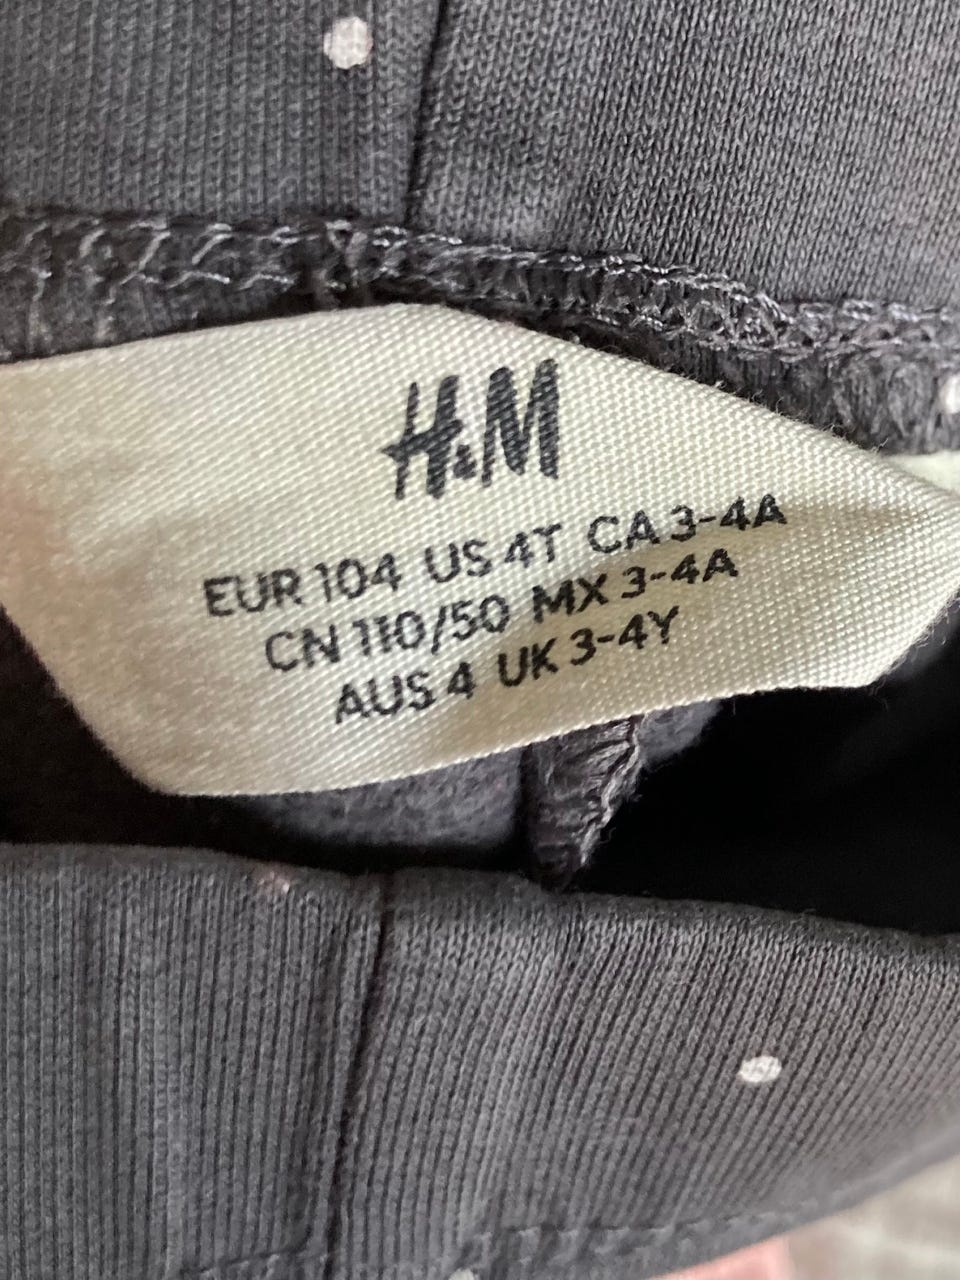 H&M
EUR 104 US 4T CA 3-4A
CN 110/50 MX 3-4A
AUS 4 UK 3-4Y